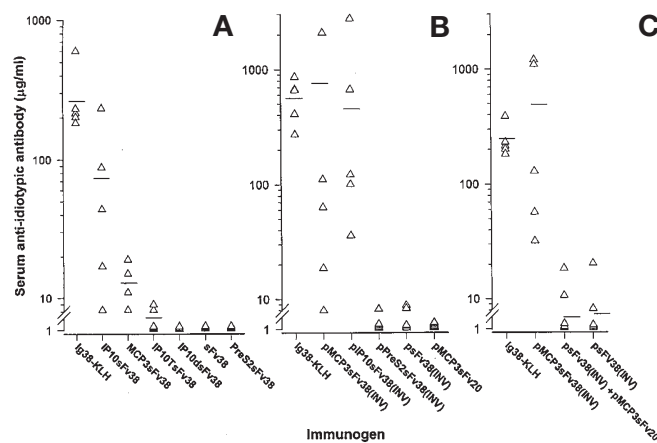 A
B
C
Serum anti-idiotypic antibody (µg/ml)
1000
100
10
1
1000
100
10
1
1000
100
10
1
Ig38-KLH
IP10sFv38
MCP3sFv38
IP10TsFv38
IP10dsFv38
sFv38
PreS2sFv38
Ig38-KLH
pMCP3sFv38(INV)
pIP10sFv38(INV)
pPreS2sFv38(INV)
psFv38(INV)
pMCP3sFv20
Ig38-KLH
pMCP3sFv38(INV)
psFV38(INV) +pMCP3sFv20
psFV38(INV)
Immunogen